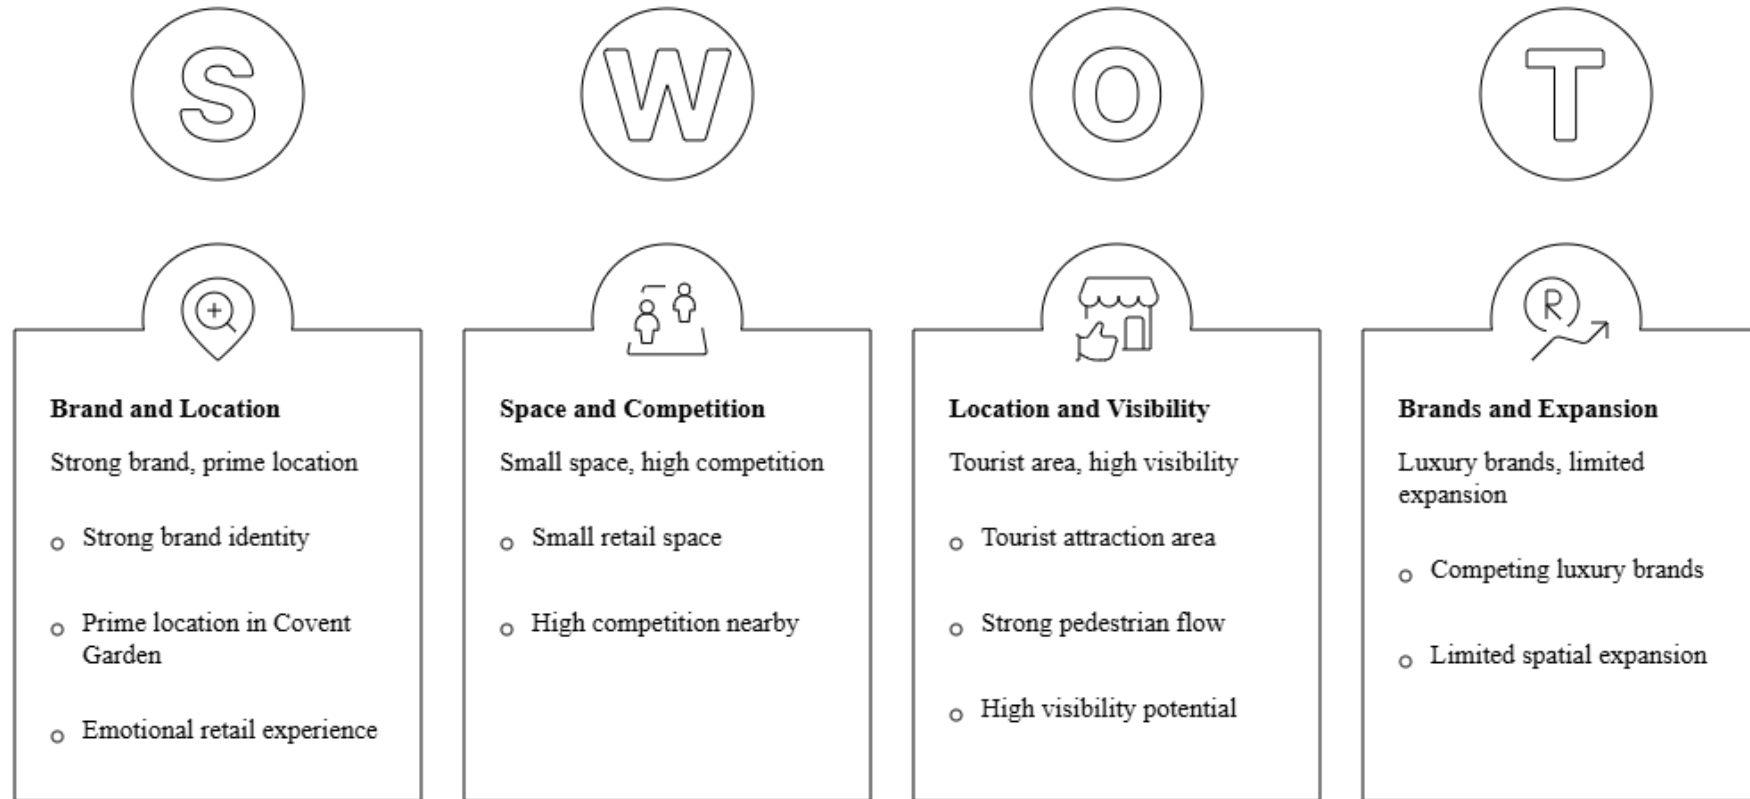 S
W
O
T
Brand and Location
Strong brand, prime location
Strong brand identity
Prime location in Covent
Garden
Emotional retail experience
Space and Competition
Small space, high competition
Small retail space
High competition nearby
Location and Visibility
Tourist area, high visibility
Tourist attraction area
Strong pedestrian flow
High visibility potential
R
Brands and Expansion
Luxury brands, limited
expansion
Competing luxury brands
Limited spatial expansion